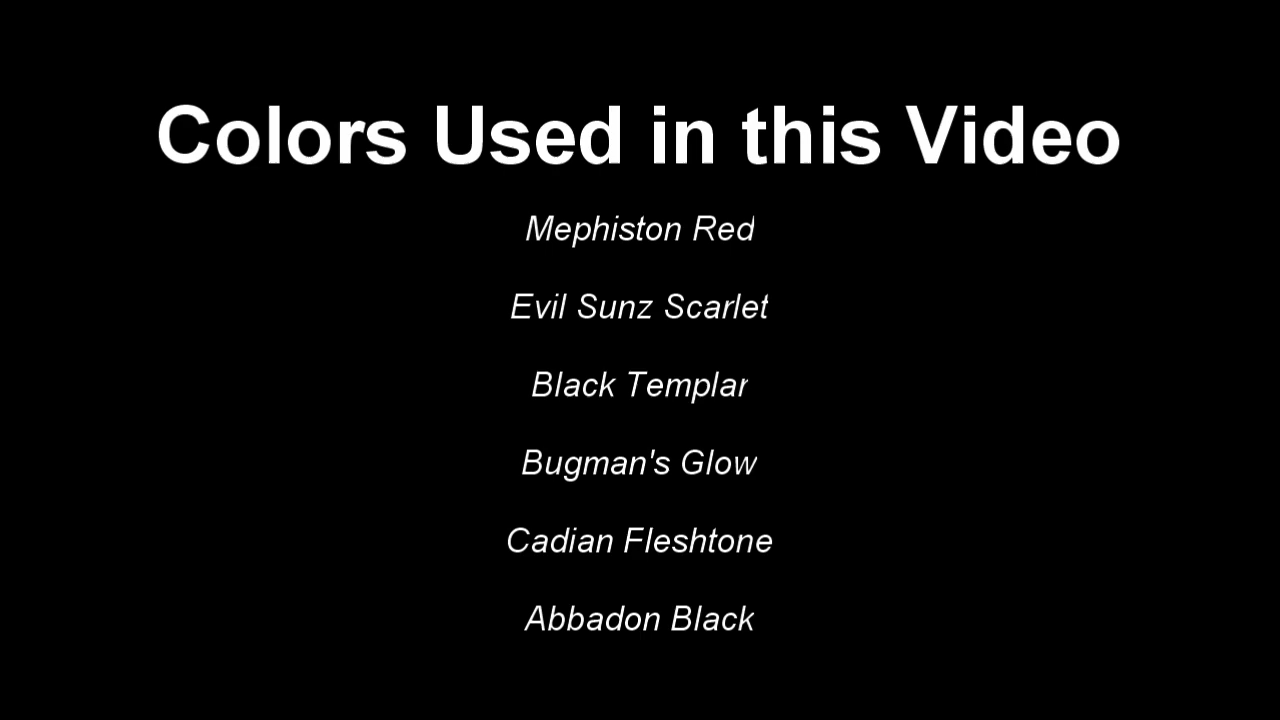 Colors Used in this Video
Mephiston Red
Evil Sunz Scarlet
Black Templar
Bugman's Glow
Cadian Fleshtone
Abbadon Black